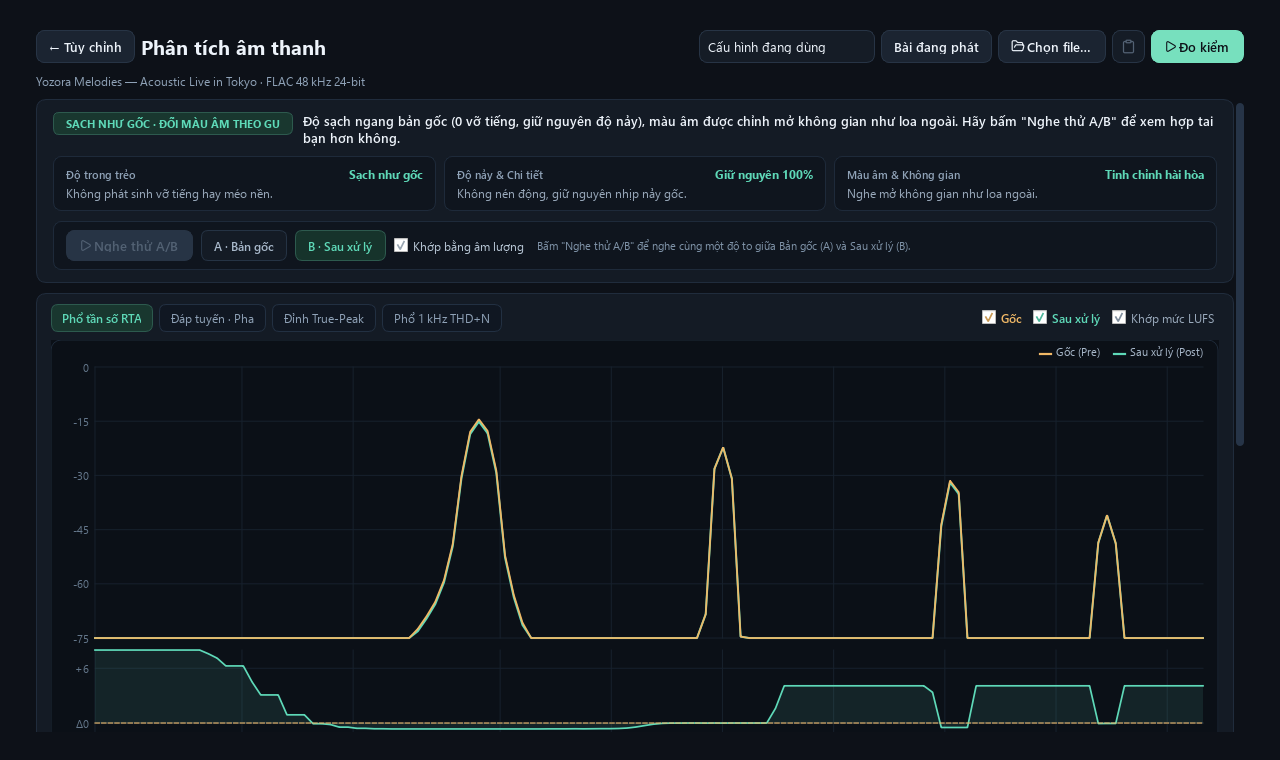 ← Tùy chỉnh
Phân tích âm thanh
Cấu hình đang dùng
Bài đang phát
Chọn file...
Đo kiểm
Yozora Melodies — Acoustic Live in Tokyo · FLAC 48 kHz 24-bit
SẠCH NHƯ GỐC · ĐỔI MÀU ÂM THEO GU
Độ sạch ngang bản gốc (0 vỡ tiếng, giữ nguyên độ nảy), màu âm được chỉnh mở không gian như loa ngoài. Hãy bấm "Nghe thử A/B" để xem hợp tai
bạn hơn không.
Độ trong trẻo
Sạch như gốc
Không phát sinh vỡ tiếng hay méo nền.
Độ nảy & Chi tiết
Giữ nguyên 100%
Không nén động, giữ nguyên nhịp nảy gốc.
Màu âm & Không gian
Tinh chỉnh hài hòa
Nghe mở không gian như loa ngoài.
Nghe thử A/B
A · Bản gốc
B · Sau xử lý
Khớp bằng âm lượng
Bấm "Nghe thử A/B" để nghe cùng một độ to giữa Bản gốc (A) và Sau xử lý (B).
Phổ tần số RTA
Đáp tuyến · Pha
Đỉnh True-Peak
Phổ 1 kHz THD+N
Gốc
Sau xử lý
Khớp mức LUFS
Gốc (Pre)
Sau xử lý (Post)
0
-15
-30
-45
-60
-75
+6
Δ0